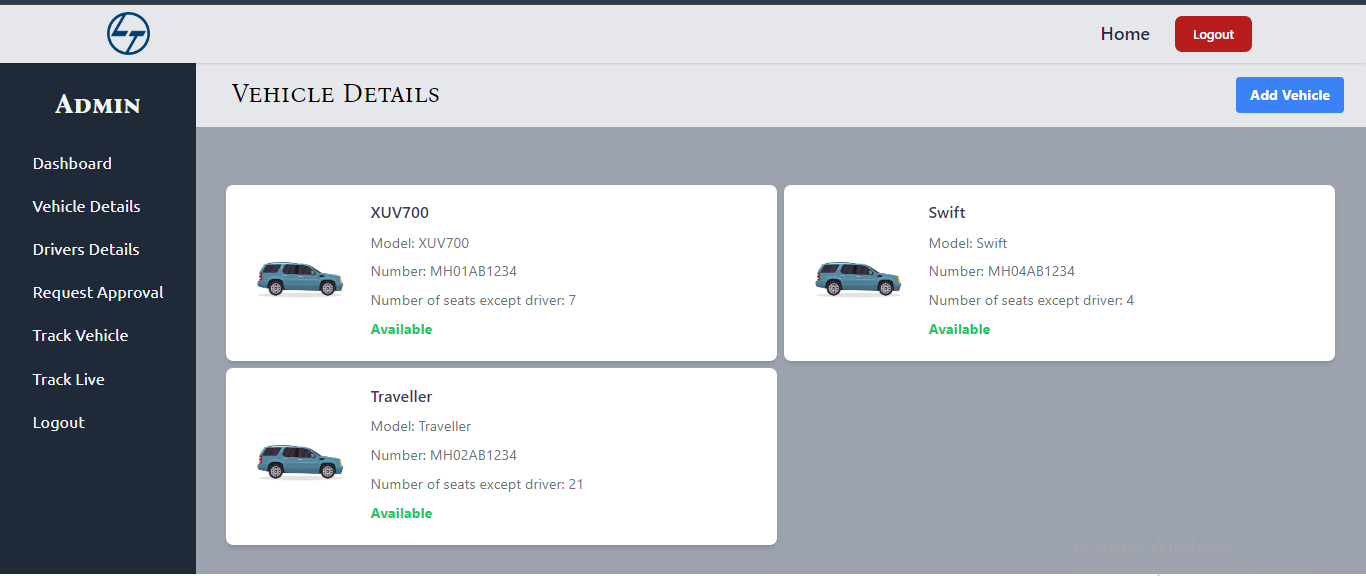 LT
Home
Logout
Admin
Vehicle Details
Add Vehicle
Dashboard
Vehicle Details
Drivers Details
Request Approval
Track Vehicle
Track Live
Logout
XUV700
Model: XUV700
Number: MH01AB1234
Number of seats except driver: 7
Available
Swift
Model: Swift
Number: MH04AB1234
Number of seats except driver: 4
Available
Traveller
Model: Traveller
Number: MH02AB1234
Number of seats except driver: 21
Available
Activate Windows